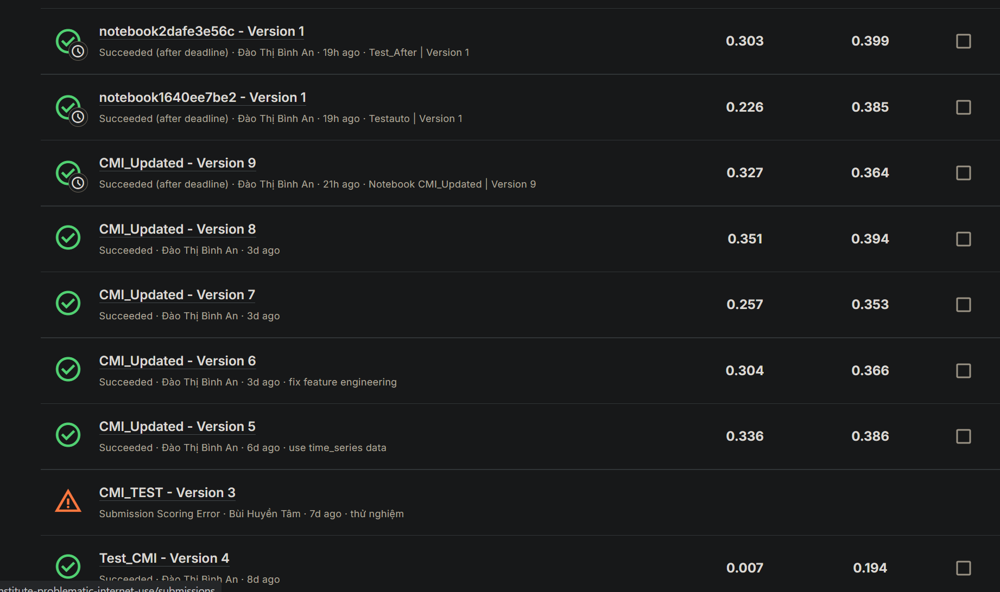 notebook2dafe3e56c - Version 1
Succeeded (after deadline) · Đào Thị Bình An · 19h ago · Test_After | Version 1
0.303
0.399
notebook1640ee7be2 - Version 1
Succeeded (after deadline) · Đào Thị Bình An · 19h ago · Testauto | Version 1
0.226
0.385
CMI_Updated - Version 9
Succeeded (after deadline) · Đào Thị Bình An · 21h ago · Notebook CMI_Updated | Version 9
0.327
0.364
CMI_Updated - Version 8
Succeeded · Đào Thị Bình An · 3d ago
0.351
0.394
CMI_Updated - Version 7
Succeeded · Đào Thị Bình An · 3d ago
0.257
0.353
CMI_Updated - Version 6
Succeeded · Đào Thị Bình An · 3d ago · fix feature engineering
0.304
0.366
CMI_Updated - Version 5
Succeeded · Đào Thị Bình An · 6d ago · use time_series data
0.336
0.386
CMI_TEST - Version 3
Submission Scoring Error · Bùi Huyền Tâm · 7d ago · thử nghiệm
Test_CMI - Version 4
Succeeded · Đào Thị Bình An · 8d ago
0.007
0.194
nstitute-problematic-internet-use/submissions